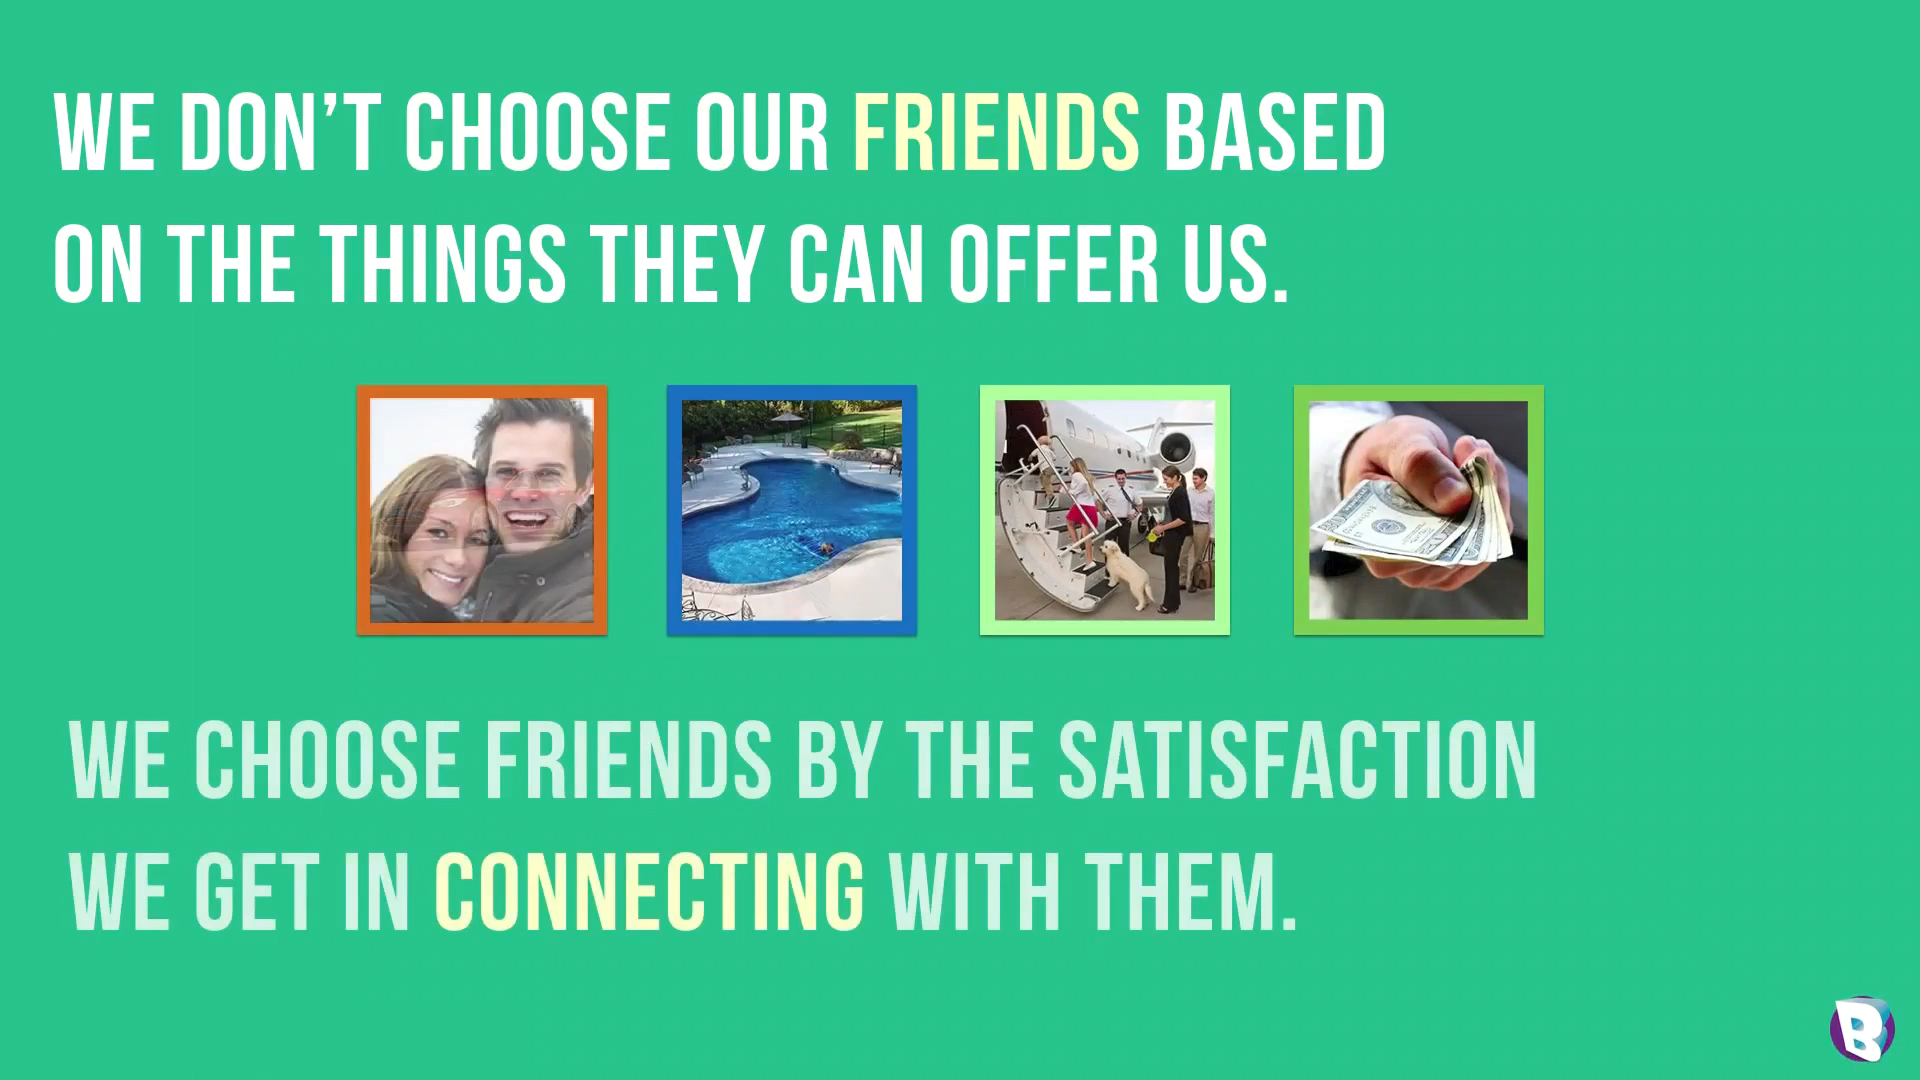 WE DON'T CHOOSE OUR FRIENDS BASED
ON THE THINGS THEY CAN OFFER US.
WE CHOOSE FRIENDS BY THE SATISFACTION
WE GET IN CONNECTING WITH THEM.
B